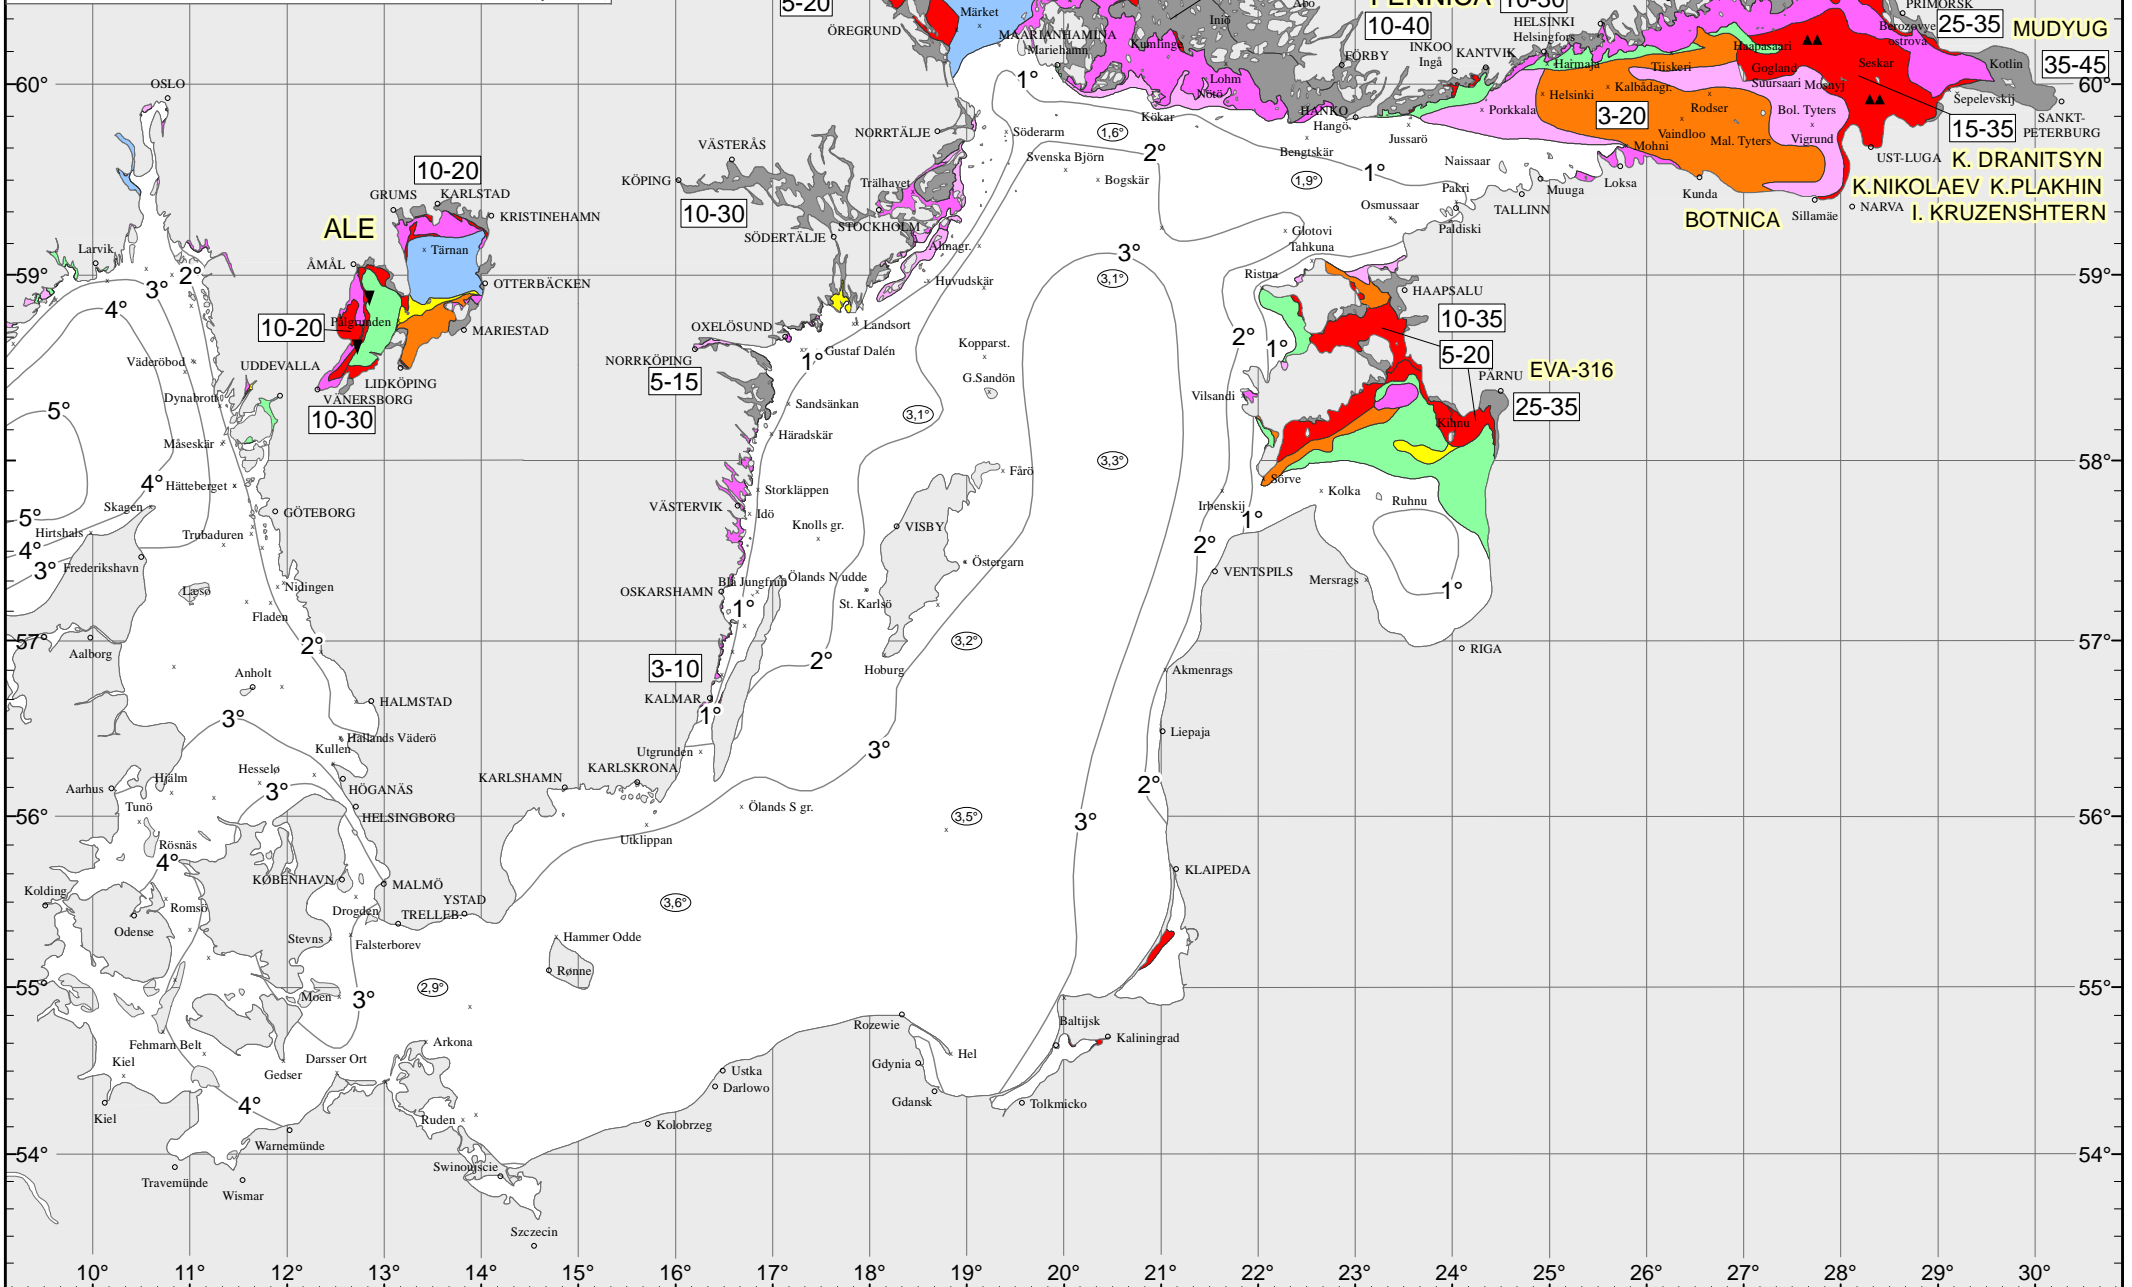 5-20
10-30
PRIMORSK
Märket
Iniö
10-40
HELSINKI
Helsingfors
25-35
MUDYUG
ÖREGRUND
MAARIANHAMINA
Mariehamn
Kumlinge
FÖRBY
INKOO
Ingå
KANTVIK
Harmaja
Haapasaari
Berozovye
ostrova
Tiiskeri
Gogland
Seskar
Kotlin
35-45
OSLO
60°
1°
Lohm
Nötö
Suursaari
Mosnyj
60°
Kökar
HANKO
Hangö
Porkkala
Helsinki
Kalbådagr.
Rodser
Bol. Tyters
Šepelevskij
3-20
SANKT-
PETERBURG
15-35
NORRTÄLJE
Söderarm
1,6°
Jussarö
Vaindloo
Mal. Tyters
Vigrund
VÄSTERÅS
Svenska Björn
2°
Bengtskär
Naissaar
Mohni
UST-LUGA
K. DRANITSYN
10-20
KÖPING
Trälhavet
Bogskär
1,9°
1°
Pakri
Muuga
Loksa
Kunda
K.NIKOLAEV K.PLAKHIN
GRUMS
KARLSTAD
10-30
Osmussaar
TALLINN
Sillamäe
NARVA
I. KRUZENSHTERN
ALE
KRISTINEHAMN
STOCKHOLM
SÖDERTÄLJE
Paldiski
BOTNICA
Larvik
Tärnan
Almagr.
3°
Glotovi
Tahkuna
ÅMÅL
59°
3°
2°
OTTERBÄCKEN
Huvudskär
3,1°
Ristna
HAAPSALU
59°
4°
10-20
Pålgrunden
MARIESTAD
OXELÖSUND
Landsort
10-35
Väderöbod
UDDEVALLA
LIDKÖPING
NORRKÖPING
1°
Gustaf Dalén
Kopparst.
2°
1°
5-20
PÄRNU
EVA-316
Dynabrott
VÄNERSBORG
5-15
G.Sandön
Vilsandi
5°
10-30
Sandsänkan
3,1°
25-35
Måseskär
Häradskär
Kihnu
58°
4°
Hätteberget
Storkläppen
3,3°
Fårö
Sörve
Kolka
Ruhnu
Skagen
GÖTEBORG
VÄSTERVIK
Idö
Irbenskij
5°
Hirtshals
Trubaduren
Knolls gr.
VISBY
1°
4°
2°
3°
Frederikshavn
Östergarn
VENTSPILS
Mersrags
Læsø
Nidingen
OSKARSHAMN
Blå Jungfrun
Ölands N udde
1°
Fladen
1°
St. Karlsö
57°
2°
3,2°
57°
Aalborg
2°
RIGA
Anholt
3-10
Hoburg
Akmenrags
HALMSTAD
KALMAR
3°
1°
Liepaja
Hallands Väderö
Kullen
Utgrunden
3°
Hjälm
Hesselø
KARLSHAMN
KARLSKRONA
Aarhus
3°
HÖGANÄS
2°
Tunö
Ölands S gr.
56°
HELSINGBORG
3,5°
3°
56°
Rösnäs
Utklippan
4°
KØBENHAVN
MALMÖ
KLAIPEDA
Kolding
Romsö
Drogden
YSTAD
TRELLEB.
3,6°
Odense
Stevns
Falsterborev
Hammer Odde
Rønne
55°
Moen
3°
2,9°
55°
Rozewie
Baltijsk
Fehmarn Belt
Arkona
Kaliningrad
Kiel
Darsser Ort
Hel
Gedser
Gdynia
Ustka
Darlowo
4°
Gdansk
Tolkmicko
Kiel
Ruden
Kolobrzeg
Warnemünde
54°
54°
Swinoujscie
Travemünde
Wismar
Szczecin
10° 11° 12° 13° 14° 15° 16° 17° 18° 19° 20° 21° 22° 23° 24° 25° 26° 27° 28° 29° 30°